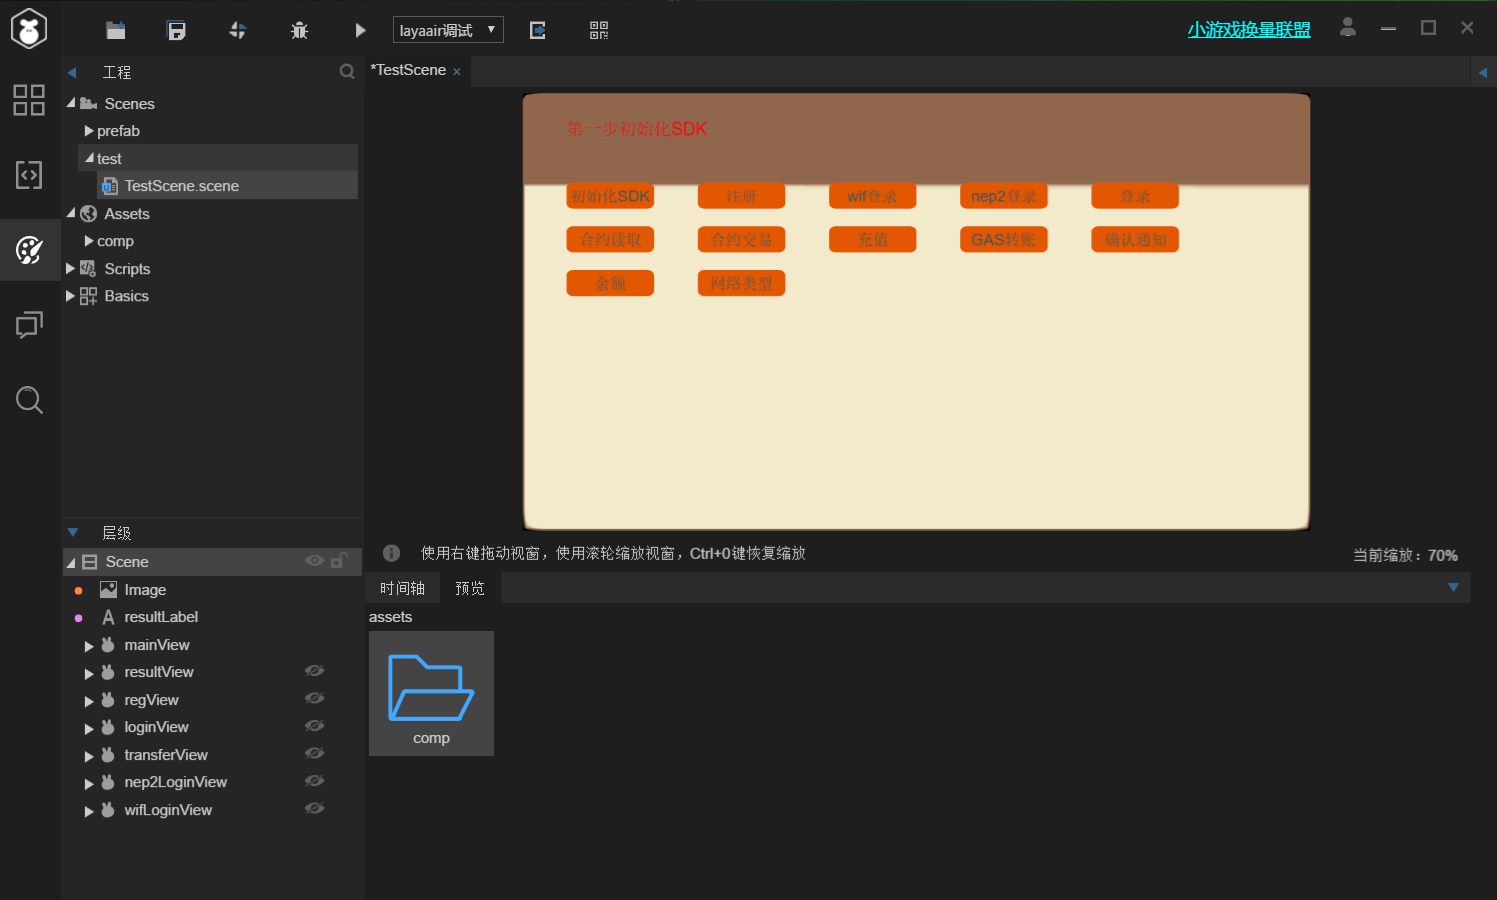 layaair调试
小游戏换量联盟
工程
Scenes
prefab
test
TestScene.scene
Assets
comp
Scripts
Basics
*TestScene
第一步初始化SDK
初始化SDK 注册 wif登录 nep2登录 登录
合约读取 合约交易 充值 GAS转账 确认通知
余额 网络类型
使用右键拖动视窗，使用滚轮缩放视窗，Ctrl+0键恢复缩放
当前缩放：70%
层级
Scene
Image
resultLabel
mainView
resultView
regView
loginView
transferView
nep2LoginView
wifLoginView
时间轴 预览
assets
comp